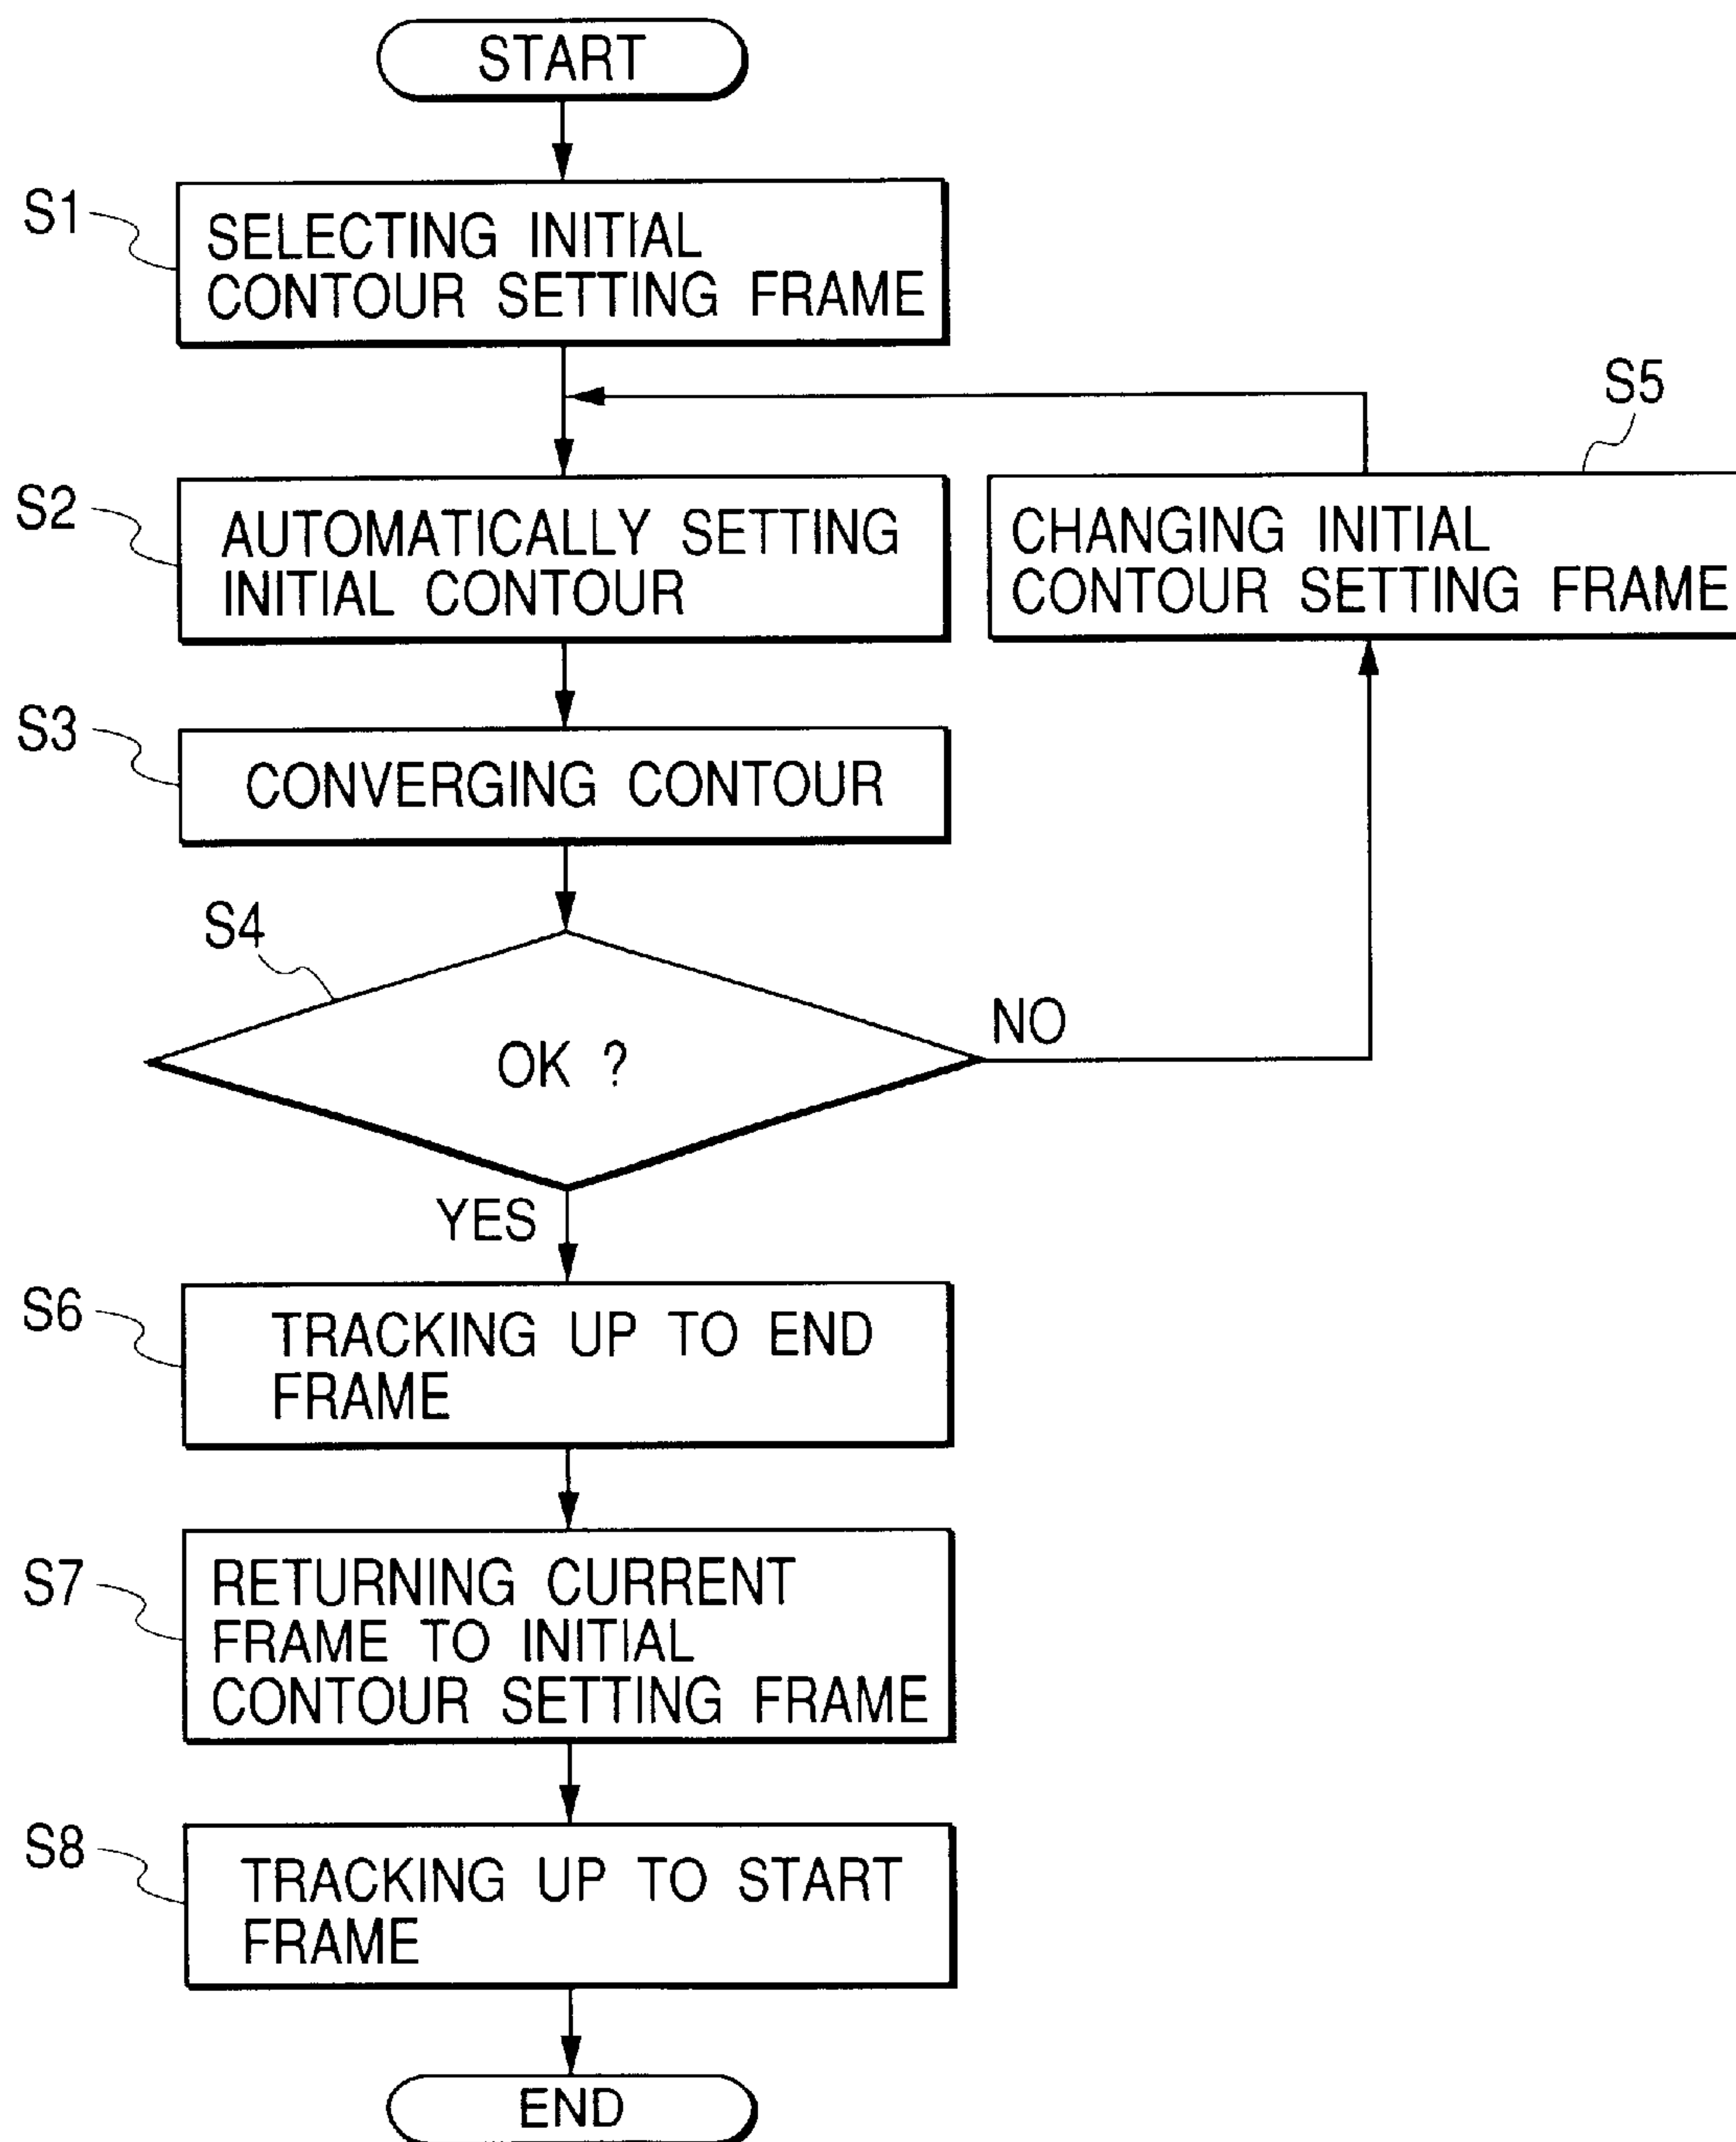 START
S1
SELECTING INITIAL
CONTOUR SETTING FRAME
S5
S2
AUTOMATICALLY SETTING
INITIAL CONTOUR
CHANGING INITIAL
CONTOUR SETTING FRAME
S3
CONVERGING CONTOUR
S4
OK ?
NO
YES
S6
TRACKING UP TO END
FRAME
S7
RETURNING CURRENT
FRAME TO INITIAL
CONTOUR SETTING FRAME
S8
TRACKING UP TO START
FRAME
END